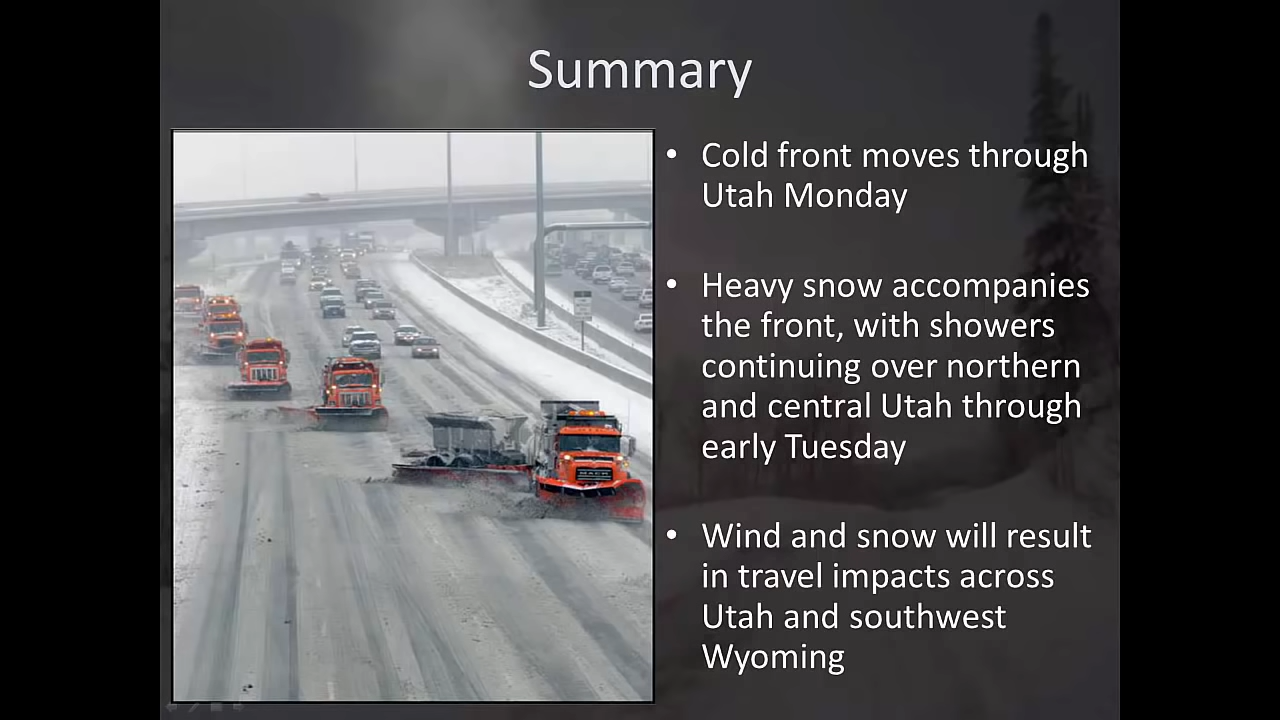 Summary
• Cold front moves through
Utah Monday
• Heavy snow accompanies
the front, with showers
continuing over northern
and central Utah through
early Tuesday
• Wind and snow will result
in travel impacts across
Utah and southwest
Wyoming